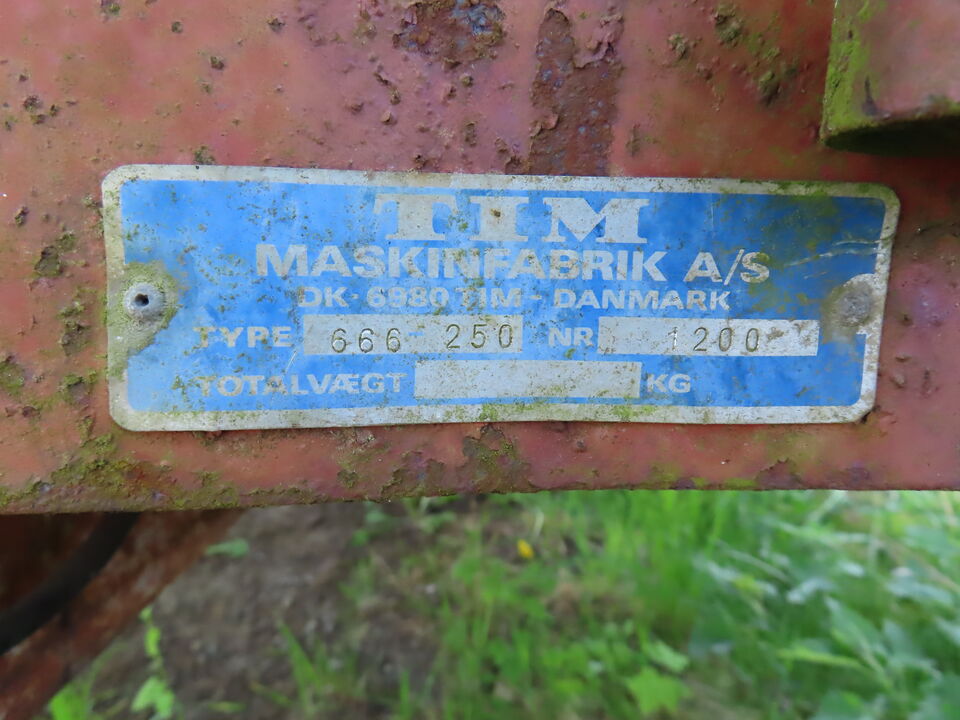 TIM
MASKINFABRIK A/S
DK-6980 TIM - DANMARK
TYPE 666 250 NR 1200
TOTALVÆGT KG